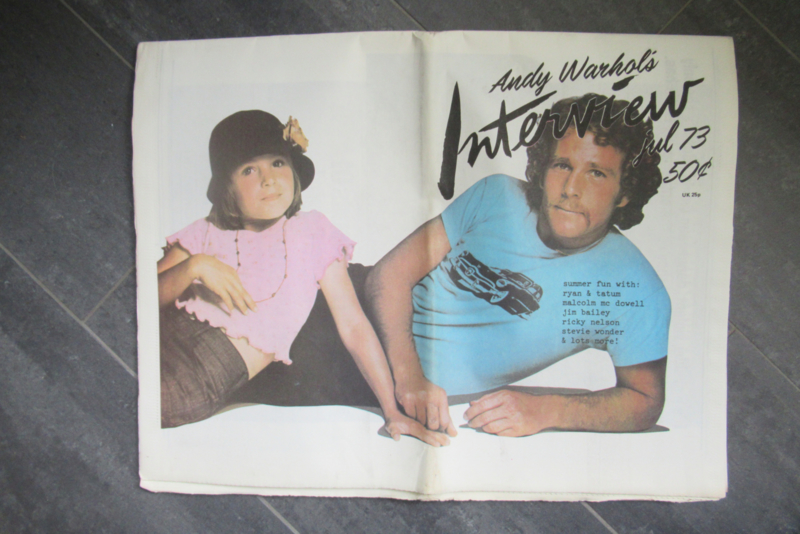 Andy Warhol's
Interview
Jul 73
50¢
UK 25p
summer fun with:
ryan & tatum
malcolm mc dowell
jim bailey
ricky nelson
stevie wonder
& lots more!